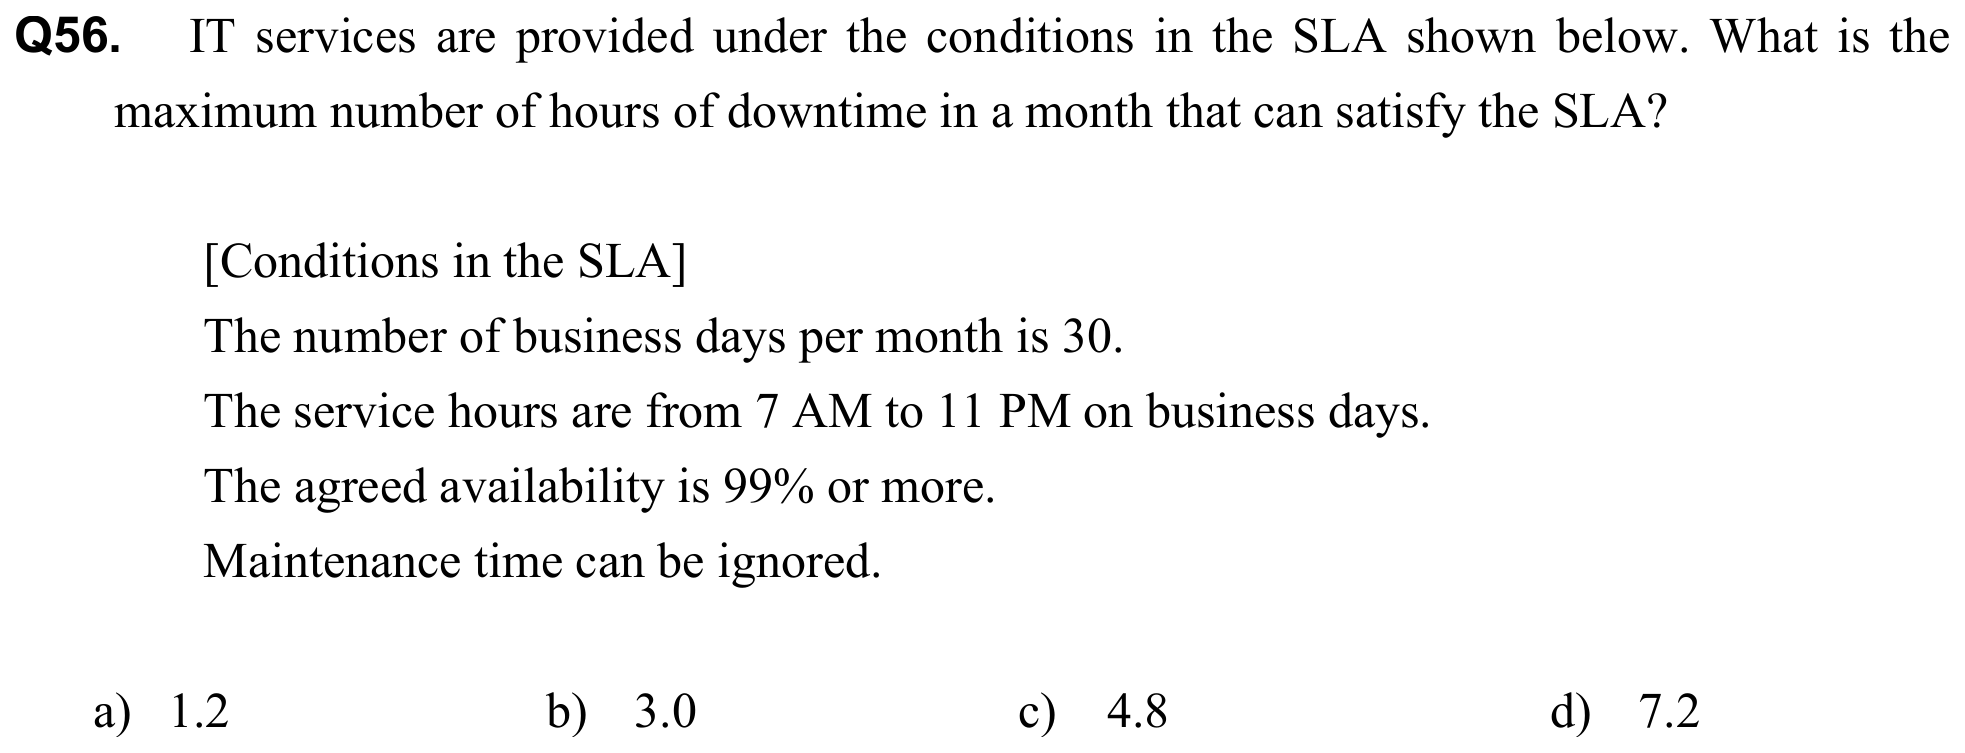 Q56. IT services are provided under the conditions in the SLA shown below. What is the
maximum number of hours of downtime in a month that can satisfy the SLA?
[Conditions in the SLA]
The number of business days per month is 30.
The service hours are from 7 AM to 11 PM on business days.
The agreed availability is 99% or more.
Maintenance time can be ignored.
a) 1.2 b) 3.0 c) 4.8 d) 7.2